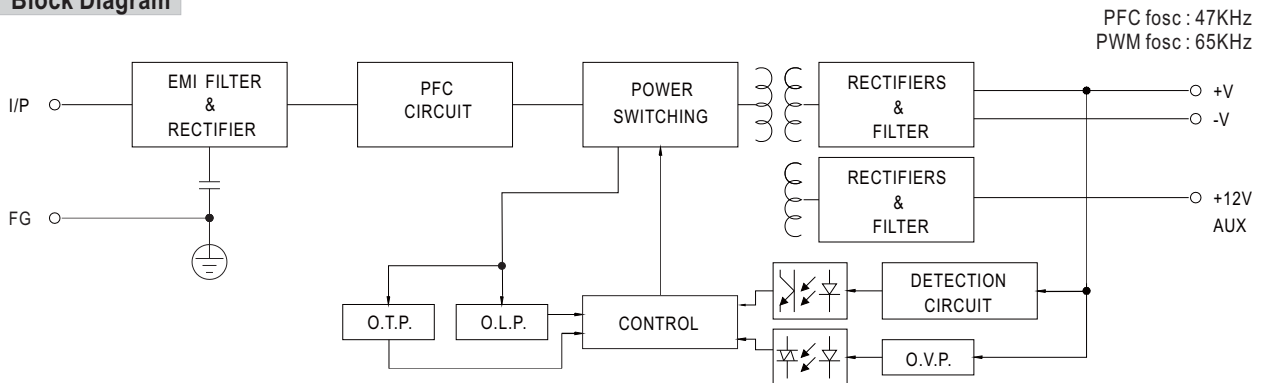 Block Diagram
PFC fosc : 47KHz
PWM fosc : 65KHz
I/P
EMI FILTER
&
RECTIFIER
PFC
CIRCUIT
POWER
SWITCHING
RECTIFIERS
&
FILTER
+V
-V
RECTIFIERS
&
FILTER
+12V
AUX
FG
DETECTION
CIRCUIT
O.T.P.
O.L.P.
CONTROL
O.V.P.